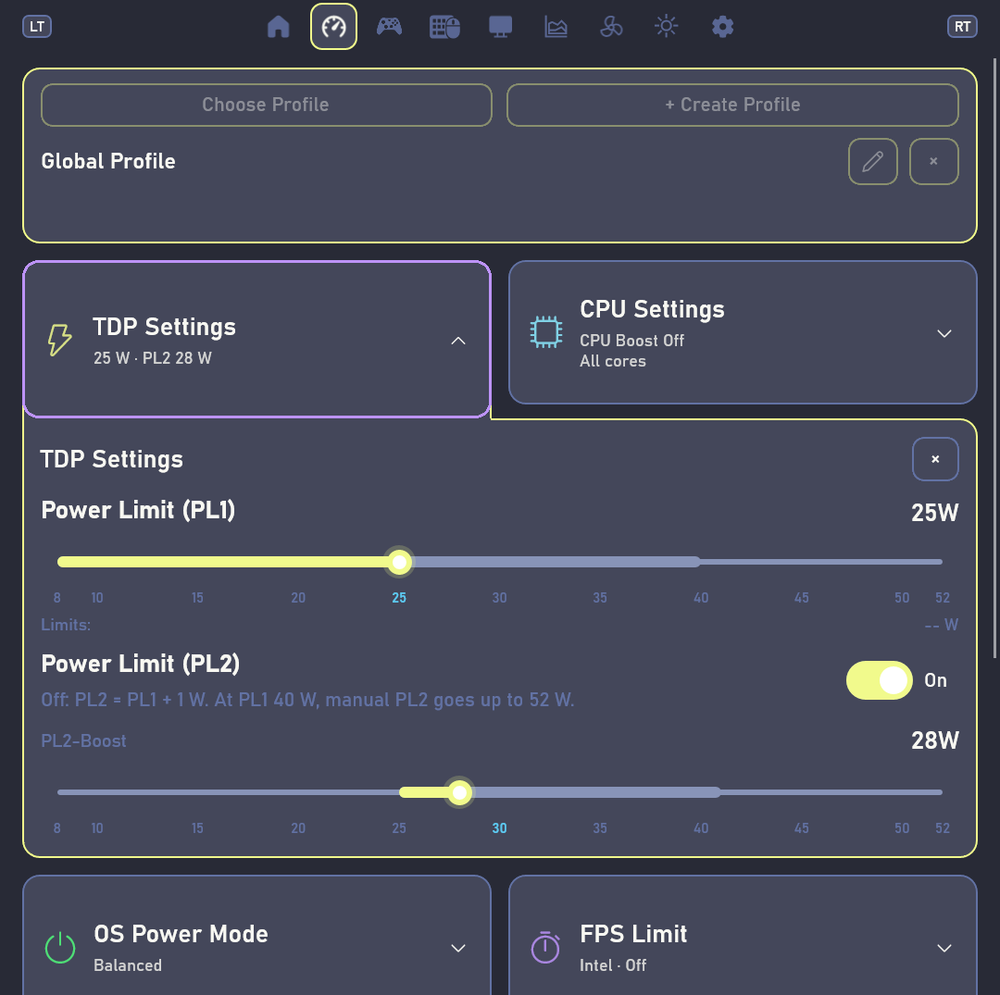 LT
RT
Choose Profile
+ Create Profile
Global Profile
×
TDP Settings
25 W · PL2 28 W
CPU Settings
CPU Boost Off
All cores
TDP Settings
×
Power Limit (PL1)
25W
8 10 15 20 25 30 35 40 45 50 52
Limits:
-- W
Power Limit (PL2)
On
Off: PL2 = PL1 + 1 W. At PL1 40 W, manual PL2 goes up to 52 W.
PL2-Boost
28W
8 10 15 20 25 30 35 40 45 50 52
OS Power Mode
Balanced
FPS Limit
Intel · Off